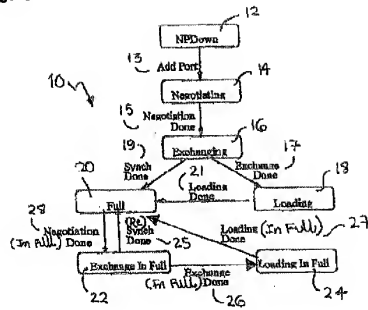 12
NPDown
13
Add Port
14
Negotiating
10
15
Negotiation
Done
16
Exchanging
19
Synch
Done
17
Exchange
Done
20
21
Loading
Done
18
Full
Loading
28
Negotiation
(In Full) Done
(Re)
Synch
Done
25
Loading (In Full)
Done
27
Exchange In Full
22
Exchange
(In Full) Done
26
Loading In Full
24